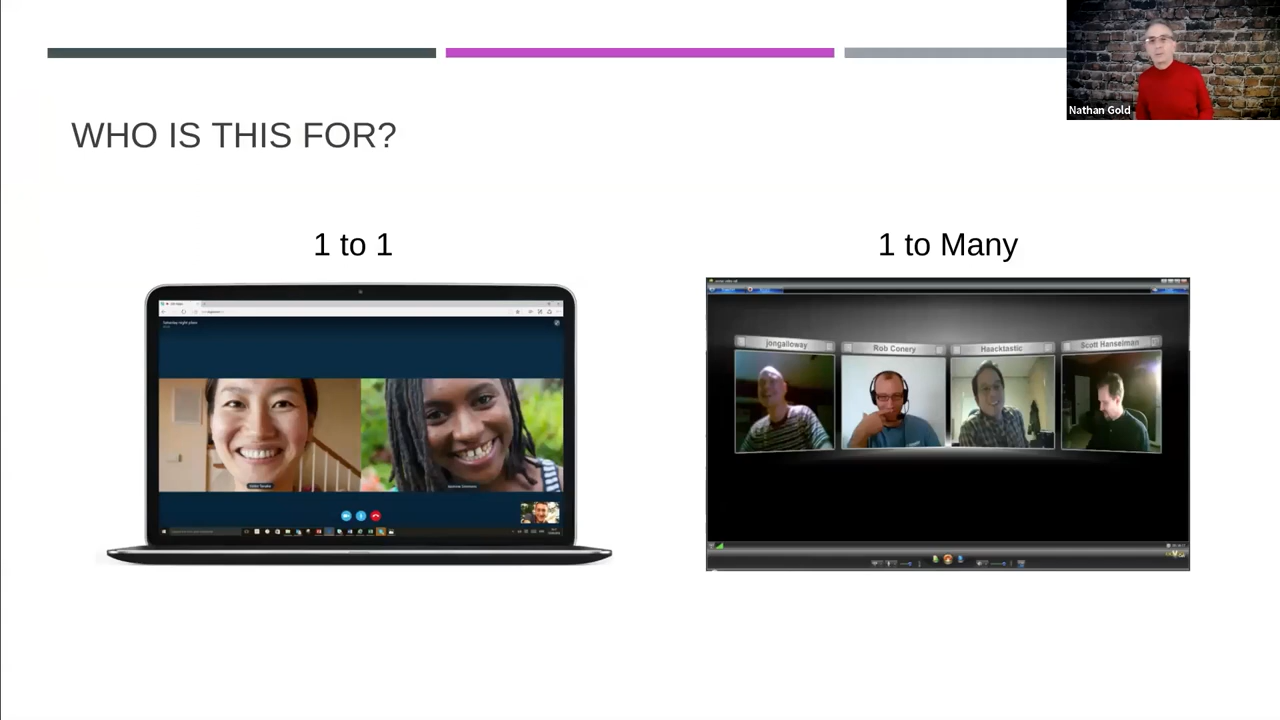 Nathan Gold
WHO IS THIS FOR?
1 to 1
1 to Many
jongalloway
Rob Conery
Haacktastic
Scott Hanselman